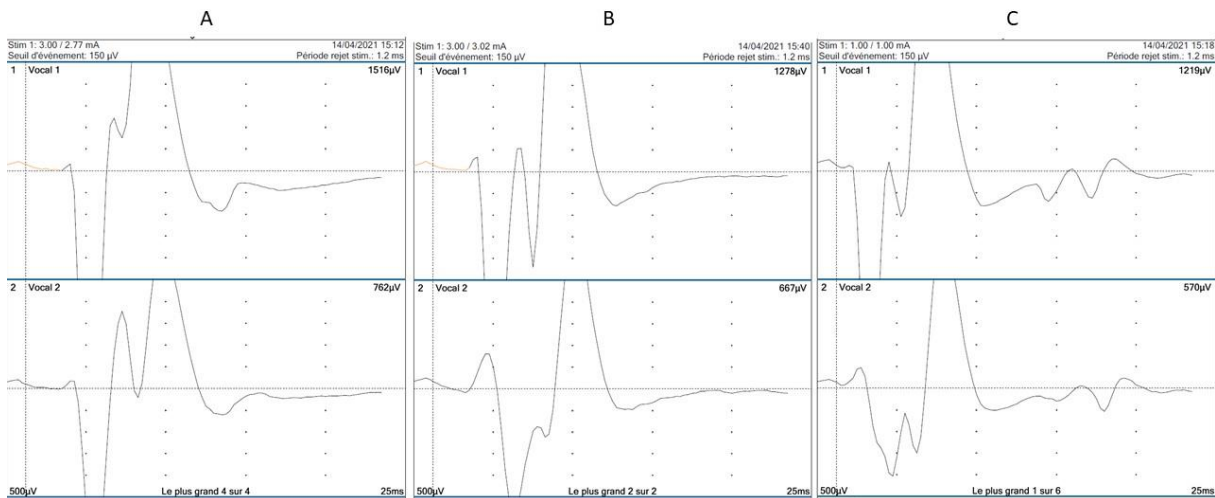 A
Stim 1: 3.00 / 2.77 mA 14/04/2021 15:12
Seuil d'événement: 150 µV Période rejet stim.: 1.2 ms
1 Vocal 1 1516µV
2 Vocal 2 762µV
500µV Le plus grand 4 sur 4 25ms
B
Stim 1: 3.00 / 3.02 mA 14/04/2021 15:40
Seuil d'événement: 150 µV Période rejet stim.: 1.2 ms
1 Vocal 1 1278µV
2 Vocal 2 667µV
500µV Le plus grand 2 sur 2 25ms
C
Stim 1: 1.00 / 1.00 mA 14/04/2021 15:18
Seuil d'événement: 150 µV Période rejet stim.: 1.2 ms
1 Vocal 1 1219µV
2 Vocal 2 570µV
500µV Le plus grand 1 sur 6 25ms